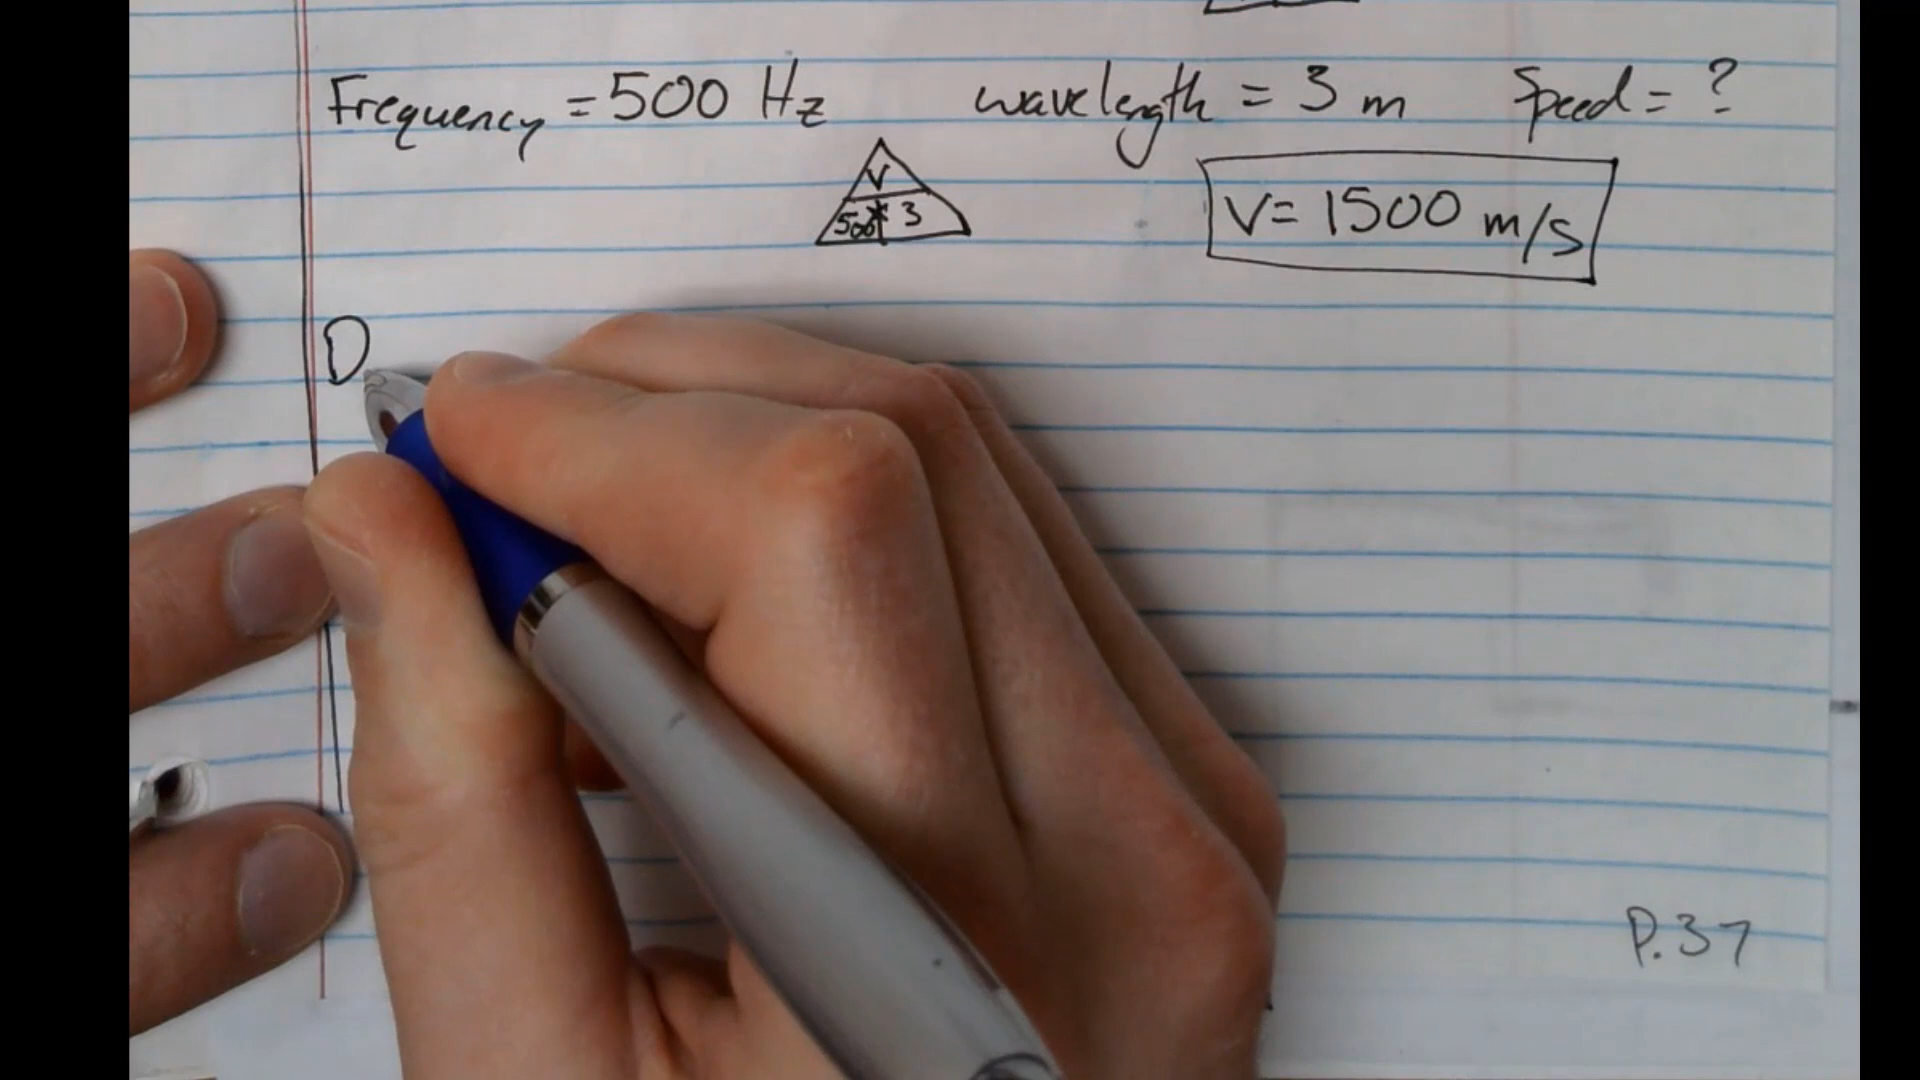 Frequency = 500 Hz wavelength = 3 m Speed = ?
V
500 * 3
V = 1500 m/s
D
P.37